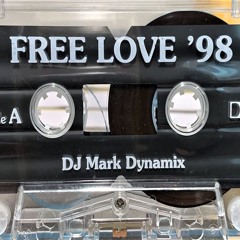 FREE LOVE '98
A
D
DJ Mark Dynamix